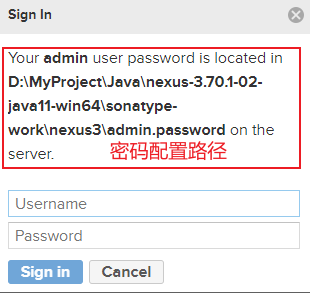 Sign In
Your admin user password is located in
D:\MyProject\Java\nexus-3.70.1-02-
java11-win64\sonatype-
work\nexus3\admin.password on the
server.
密码配置路径
Username
Password
Sign in Cancel